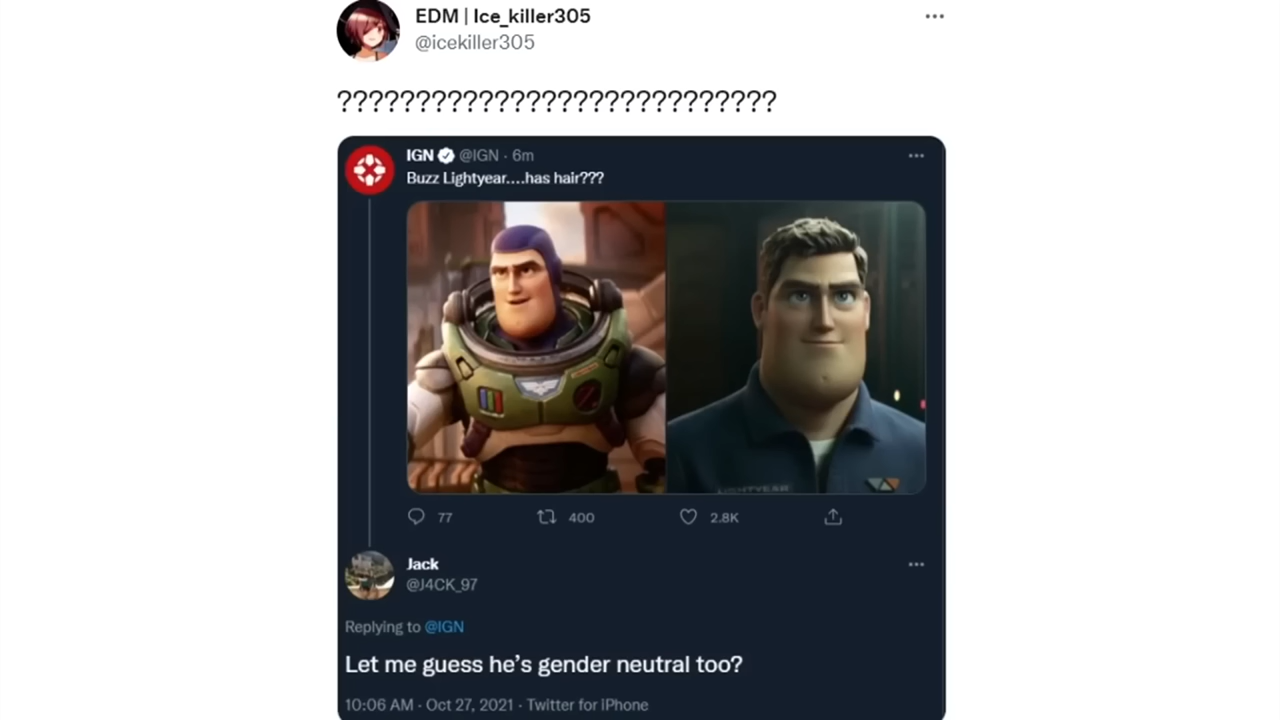 EDM | Ice_killer305
@icekiller305
????????????????????????????
IGN @IGN · 6m
Buzz Lightyear....has hair???
LIGHTYEAR
77 400 2.8K
Jack
@J4CK_97
Replying to @IGN
Let me guess he's gender neutral too?
10:06 AM · Oct 27, 2021 · Twitter for iPhone